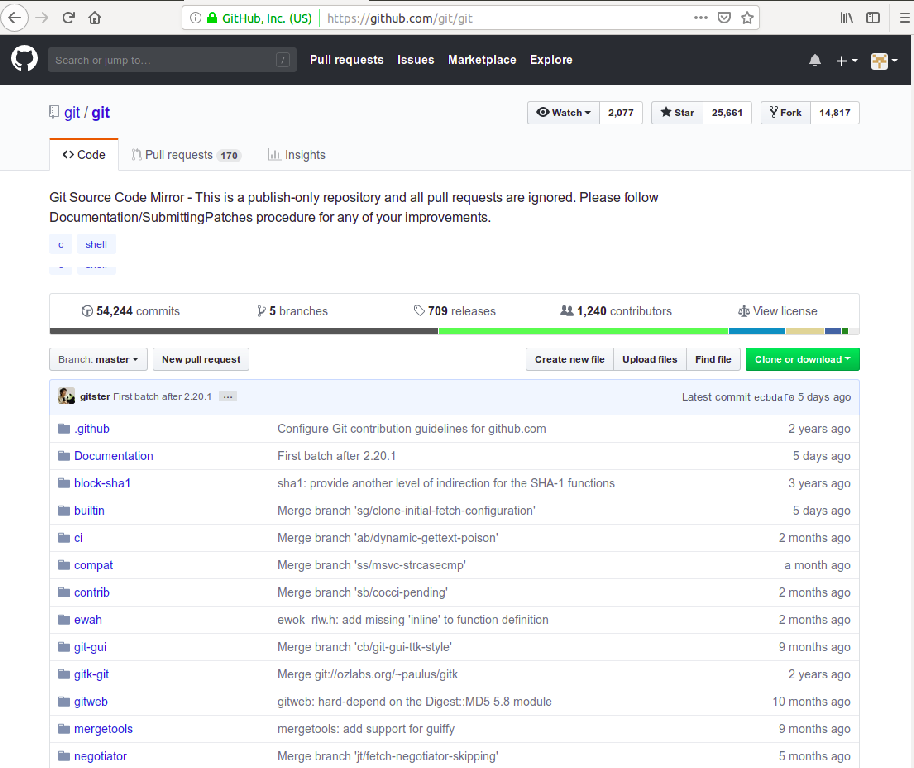 GitHub, Inc. (US) https://github.com/git/git
Search or jump to... / Pull requests Issues Marketplace Explore
git / git Watch 2,077 Star 25,661 Fork 14,817
Code Pull requests 170 Insights
Git Source Code Mirror - This is a publish-only repository and all pull requests are ignored. Please follow
Documentation/SubmittingPatches procedure for any of your improvements.
c shell
54,244 commits 5 branches 709 releases 1,240 contributors View license
Branch: master New pull request Create new file Upload files Find file Clone or download
gitster First batch after 2.20.1 ... Latest commit ecbdaf0 5 days ago
.github Configure Git contribution guidelines for github.com 2 years ago
Documentation First batch after 2.20.1 5 days ago
block-sha1 sha1: provide another level of indirection for the SHA-1 functions 3 years ago
builtin Merge branch 'sg/clone-initial-fetch-configuration' 5 days ago
ci Merge branch 'ab/dynamic-gettext-poison' 2 months ago
compat Merge branch 'ss/msvc-strcasecmp' a month ago
contrib Merge branch 'sb/cocci-pending' 2 months ago
ewah ewok_rlw.h: add missing 'inline' to function definition 2 months ago
git-gui Merge branch 'cb/git-gui-ttk-style' 9 months ago
gitk-git Merge git://ozlabs.org/~paulus/gitk 2 years ago
gitweb gitweb: hard-depend on the Digest::MD5 5.8 module 10 months ago
mergetools mergetools: add support for guiffy 9 months ago
negotiator Merge branch 'jt/fetch-negotiator-skipping' 5 months ago